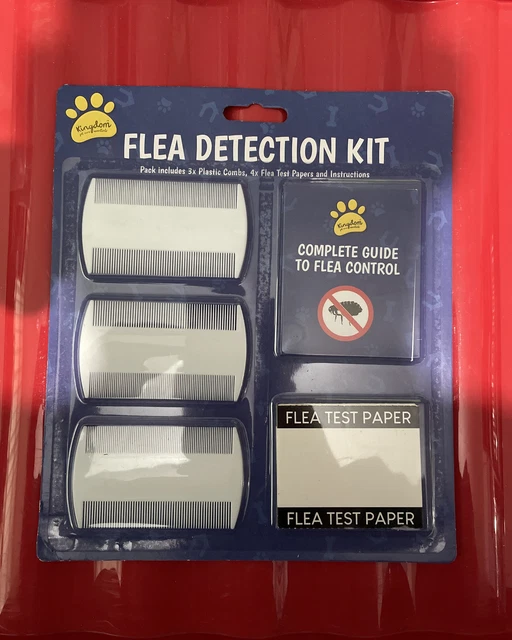 Kingdom
FLEA DETECTION KIT
Pack includes 3x Plastic Combs, 4x Flea Test Papers and Instructions
Kingdom
COMPLETE GUIDE
TO FLEA CONTROL
FLEA TEST PAPER
FLEA TEST PAPER